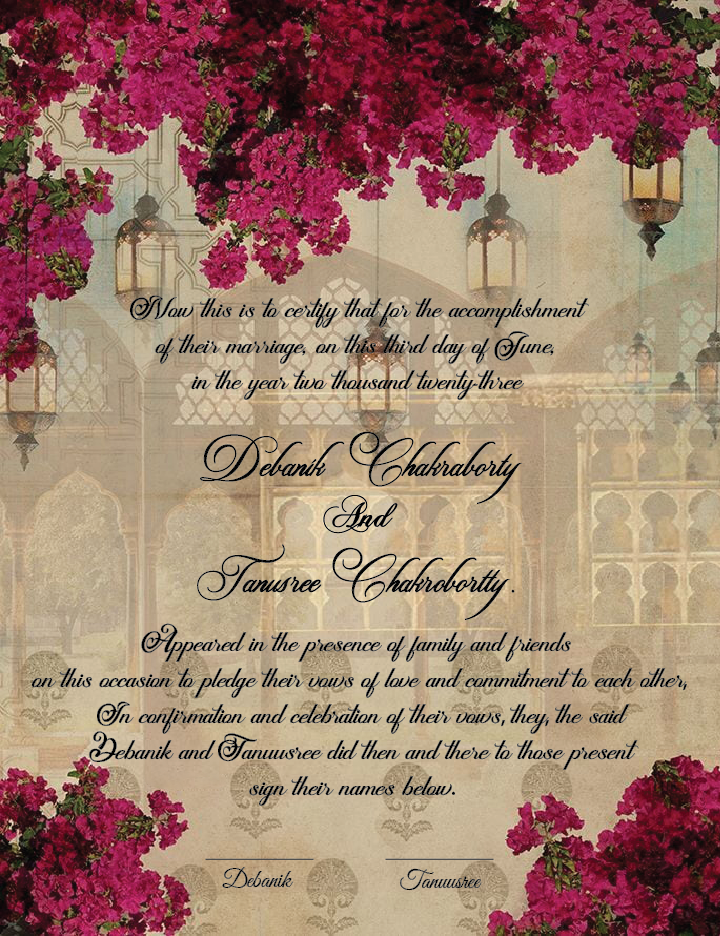 Now this is to certify that for the accomplishment
of their marriage, on this third day of June,
in the year two thousand twenty-three
Debanik Chakraborty
And
Tanusree Chakrobortty.
Appeared in the presence of family and friends
on this occasion to pledge their vows of love and commitment to each other,
In confirmation and celebration of their vows, they, the said
Debanik and Tanuusree did then and there to those present
sign their names below.
Debanik Tanuusree